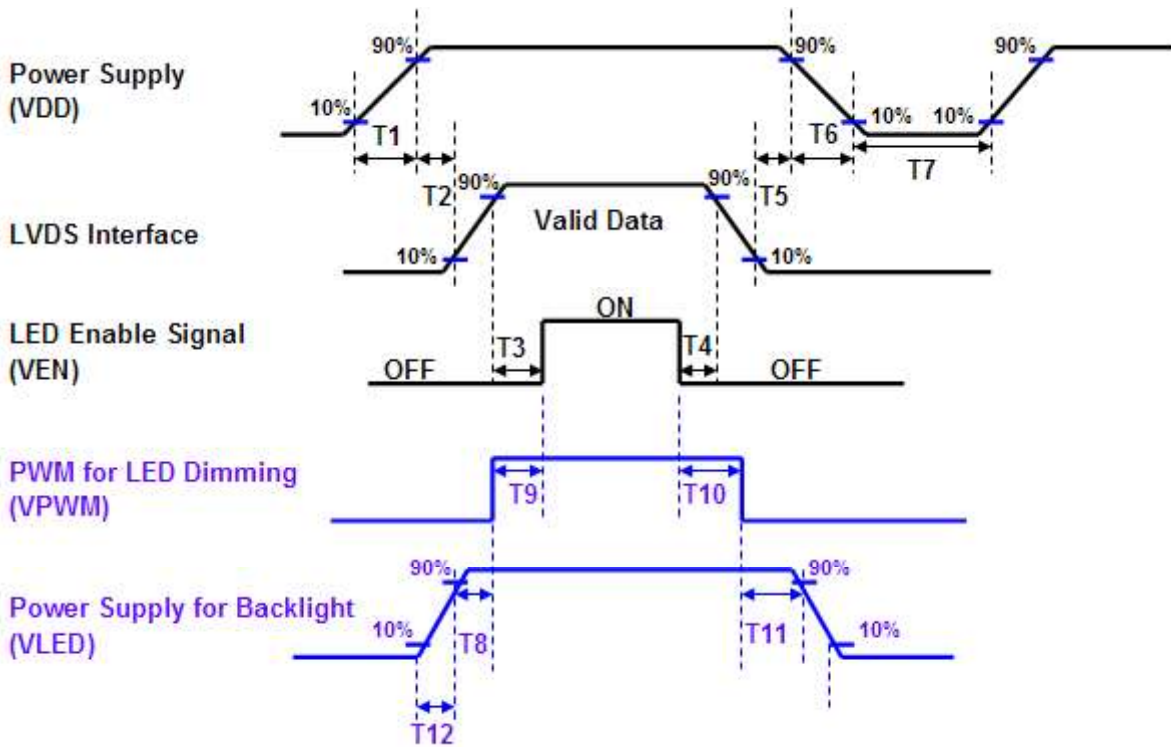 90% 90% 90%
Power Supply
(VDD)
10% 10% 10%
T1 T6
T2 T5 T7
90% 90%
Valid Data
LVDS Interface
10% 10%
ON
LED Enable Signal
(VEN)
T3 T4
OFF OFF
PWM for LED Dimming
(VPWM)
T9 T10
90% 90%
Power Supply for Backlight
(VLED)
10% 10%
T8 T11
T12